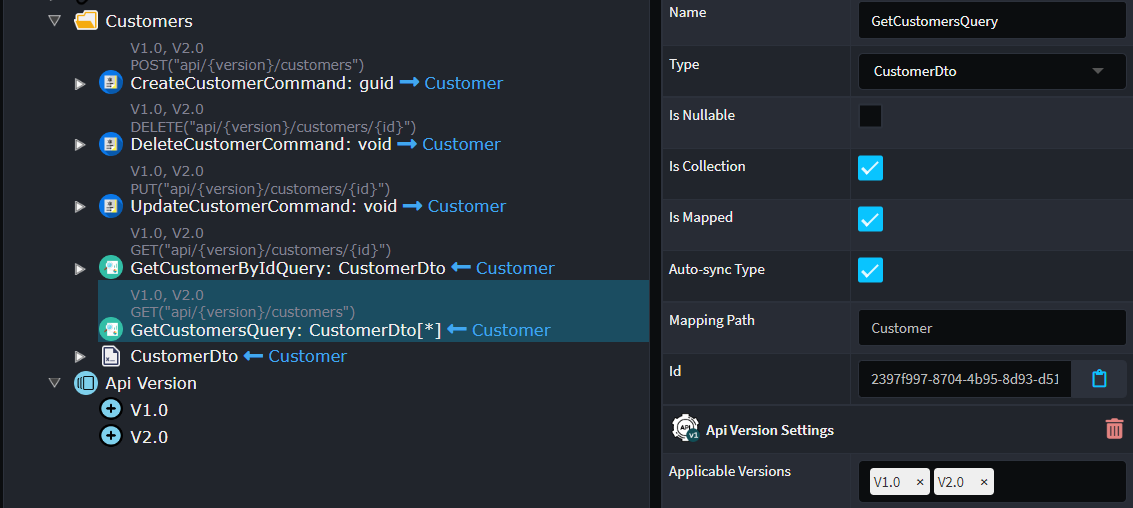 Customers
V1.0, V2.0
POST("api/{version}/customers")
CreateCustomerCommand: guid → Customer
V1.0, V2.0
DELETE("api/{version}/customers/{id}")
DeleteCustomerCommand: void → Customer
V1.0, V2.0
PUT("api/{version}/customers/{id}")
UpdateCustomerCommand: void → Customer
V1.0, V2.0
GET("api/{version}/customers/{id}")
GetCustomerByIdQuery: CustomerDto ← Customer
V1.0, V2.0
GET("api/{version}/customers")
GetCustomersQuery: CustomerDto[*] ← Customer
CustomerDto ← Customer
Api Version
V1.0
V2.0
Name
GetCustomersQuery
Type
CustomerDto
Is Nullable
Is Collection
Is Mapped
Auto-sync Type
Mapping Path
Customer
Id
2397f997-8704-4b95-8d93-d51
API v1
Api Version Settings
Applicable Versions
V1.0 × V2.0 ×